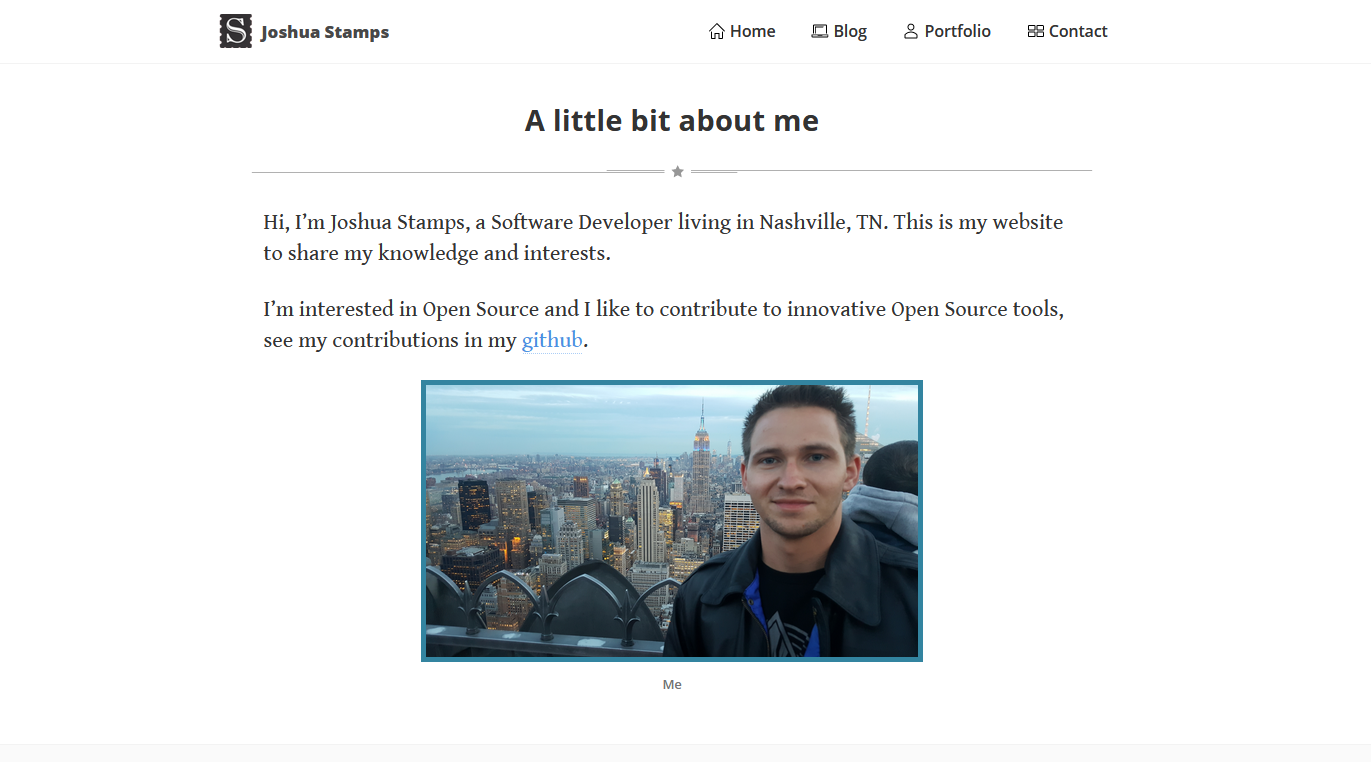 S Joshua Stamps
Home Blog Portfolio Contact
A little bit about me
Hi, I’m Joshua Stamps, a Software Developer living in Nashville, TN. This is my website
to share my knowledge and interests.
I’m interested in Open Source and I like to contribute to innovative Open Source tools,
see my contributions in my github.
Me